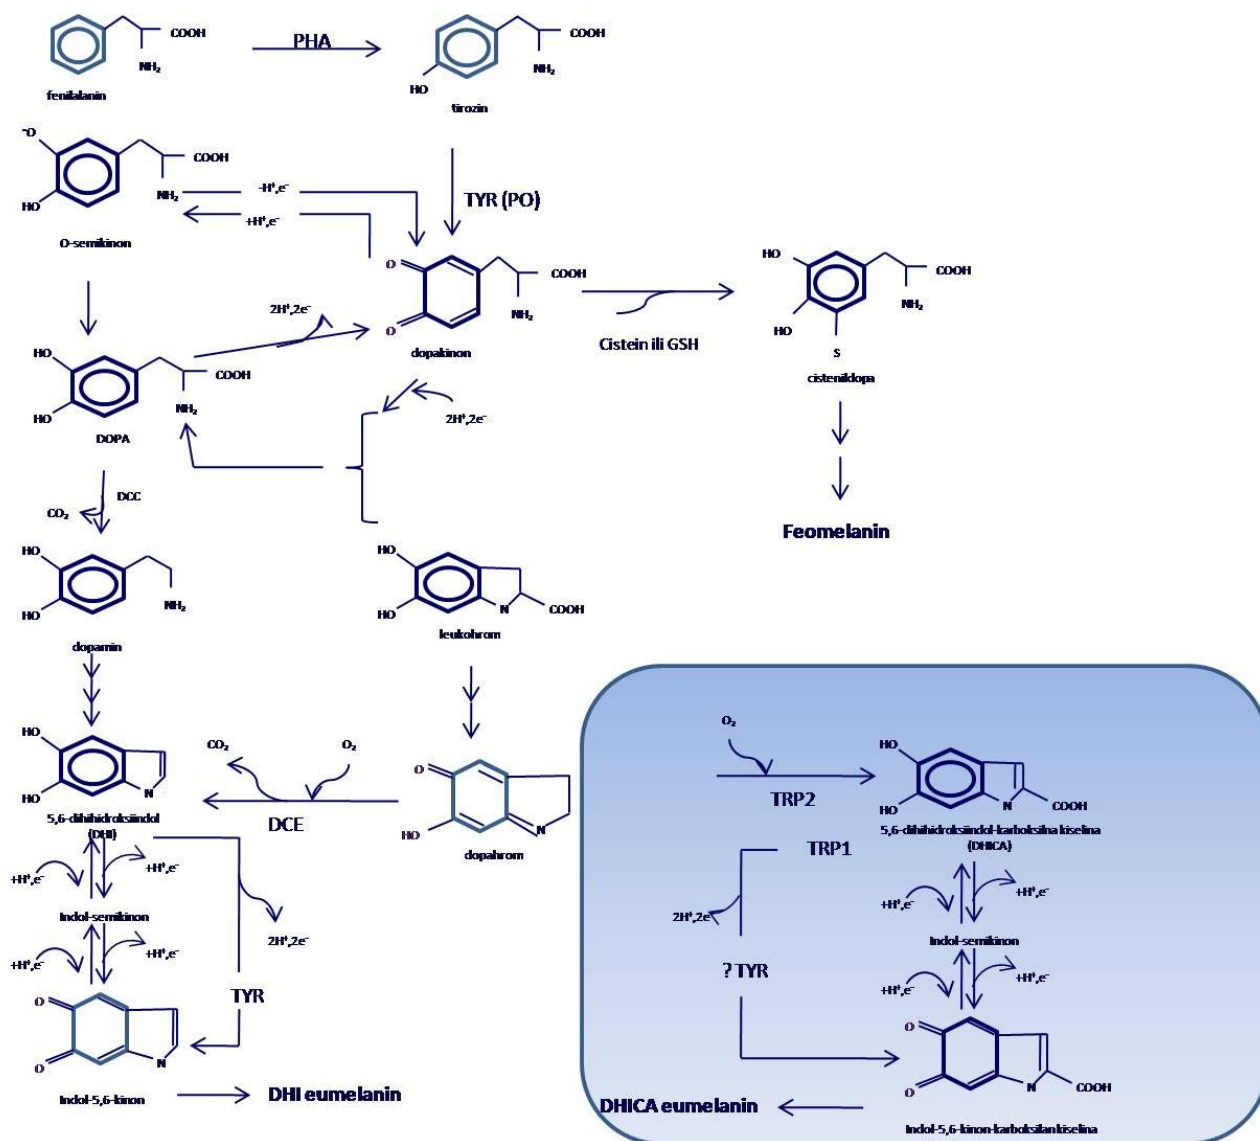 COOH
NH₂
fenilalanin
PHA
HO
COOH
NH₂
tirozin
⁻O
HO
COOH
NH₂
O-semikinon
-H⁺,e⁻
+H⁺,e⁻
TYR (PO)
O
O
COOH
NH₂
dopakinon
Cistein ili GSH
HO
HO
COOH
NH₂
S
cistenildopa
Feomelanin
2H⁺,2e⁻
HO
HO
COOH
NH₂
DOPA
2H⁺,2e⁻
DCC
CO₂
HO
HO
NH₂
dopamin
HO
HO
N
COOH
leukohrom
HO
HO
N
5,6-dihihidroksiindol
(DHI)
CO₂
O₂
DCE
O
HO
N
dopahrom
+H⁺,e⁻
+H⁺,e⁻
Indol-semikinon
+H⁺,e⁻
+H⁺,e⁻
2H⁺,2e⁻
TYR
O
O
N
Indol-5,6-kinon
DHI eumelanin
O₂
TRP2
HO
HO
N
COOH
5,6-dihihidroksiindol-karboksilna kiselina
(DHICA)
TRP1
2H⁺,2e
? TYR
+H⁺,e⁻
+H⁺,e⁻
Indol-semikinon
+H⁺,e⁻
+H⁺,e⁻
O
O
N
COOH
Indol-5,6-kinon-karboksilan kiselina
DHICA eumelanin